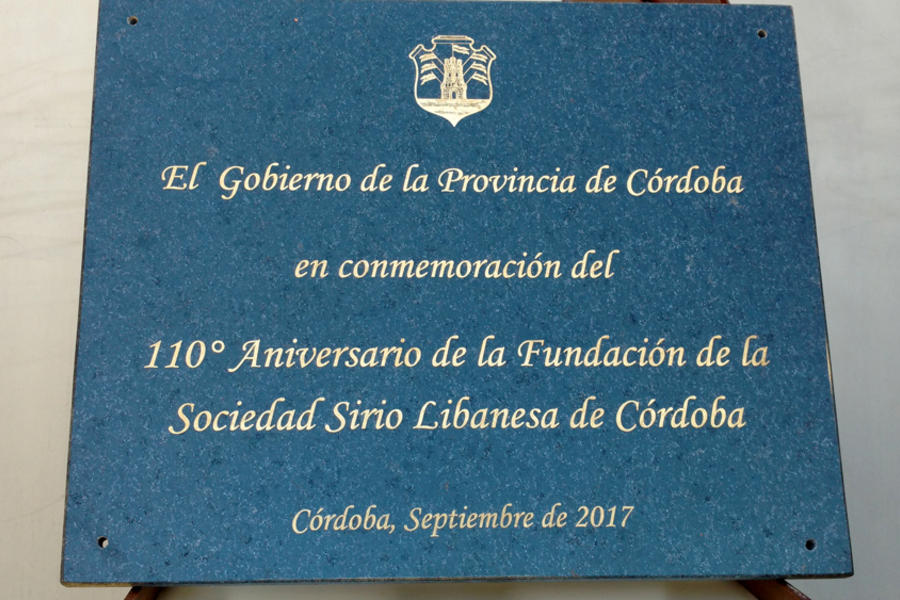 El Gobierno de la Provincia de Córdoba
en conmemoración del
110° Aniversario de la Fundación de la
Sociedad Sirio Libanesa de Córdoba
Córdoba, Septiembre de 2017